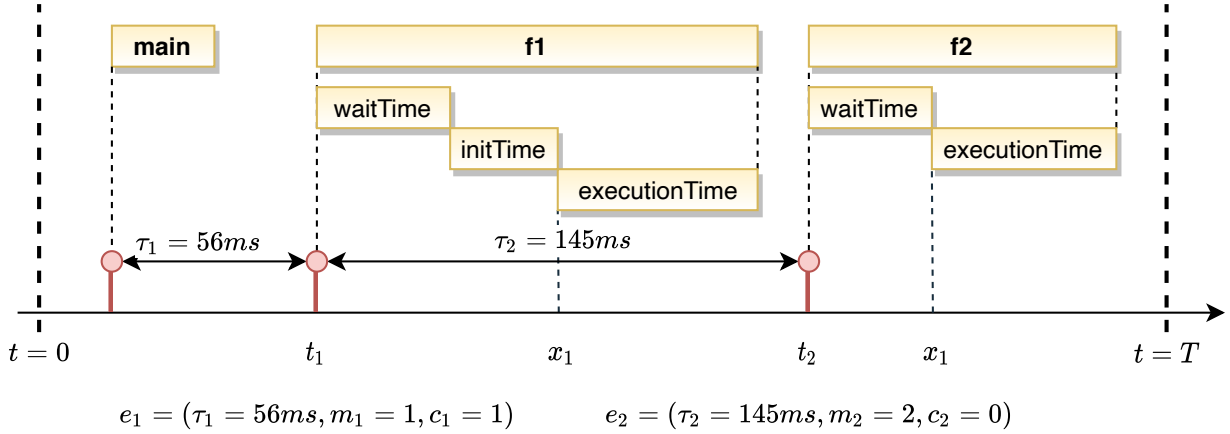 main f1 f2
waitTime waitTime
initTime executionTime
executionTime
τ₁ = 56ms τ₂ = 145ms
t = 0 t₁ x₁ t₂ x₁ t = T
e₁ = (τ₁ = 56ms, m₁ = 1, c₁ = 1) e₂ = (τ₂ = 145ms, m₂ = 2, c₂ = 0)